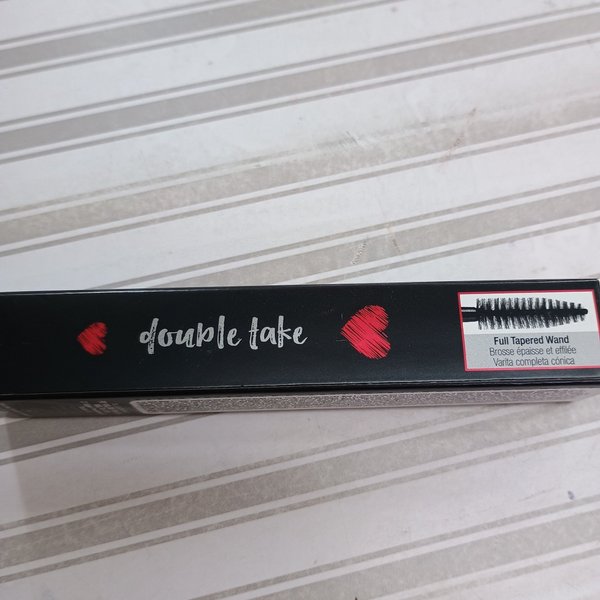 double take
Full Tapered Wand
Brosse épaisse et effilée
Varita completa cónica